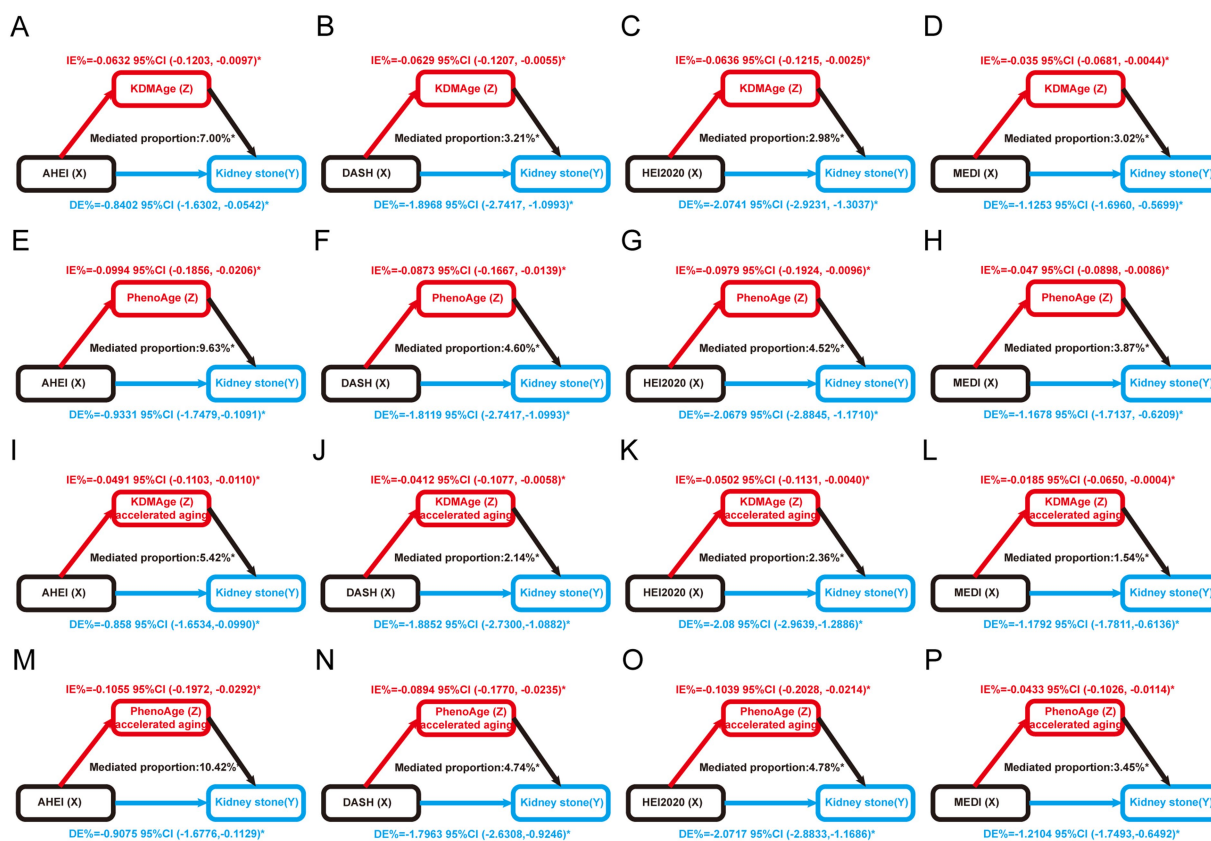 A
IE%=-0.0632 95%CI (-0.1203, -0.0097)*
KDMAge (Z)
Mediated proportion:7.00%*
AHEI (X)
Kidney stone(Y)
DE%=-0.8402 95%CI (-1.6302, -0.0542)*
B
IE%=-0.0629 95%CI (-0.1207, -0.0055)*
KDMAge (Z)
Mediated proportion:3.21%*
DASH (X)
Kidney stone(Y)
DE%=-1.8968 95%CI (-2.7417, -1.0993)*
C
IE%=-0.0636 95%CI (-0.1215, -0.0025)*
KDMAge (Z)
Mediated proportion:2.98%*
HEI2020 (X)
Kidney stone(Y)
DE%=-2.0741 95%CI (-2.9231, -1.3037)*
D
IE%=-0.035 95%CI (-0.0681, -0.0044)*
KDMAge (Z)
Mediated proportion:3.02%*
MEDI (X)
Kidney stone(Y)
DE%=-1.1253 95%CI (-1.6960, -0.5699)*
E
IE%=-0.0994 95%CI (-0.1856, -0.0206)*
PhenoAge (Z)
Mediated proportion:9.63%*
AHEI (X)
Kidney stone(Y)
DE%=-0.9331 95%CI (-1.7479, -0.1091)*
F
IE%=-0.0873 95%CI (-0.1667, -0.0139)*
PhenoAge (Z)
Mediated proportion:4.60%*
DASH (X)
Kidney stone(Y)
DE%=-1.8119 95%CI (-2.7417, -1.0993)*
G
IE%=-0.0979 95%CI (-0.1924, -0.0096)*
PhenoAge (Z)
Mediated proportion:4.52%*
HEI2020 (X)
Kidney stone(Y)
DE%=-2.0679 95%CI (-2.8845, -1.1710)*
H
IE%=-0.047 95%CI (-0.0898, -0.0086)*
PhenoAge (Z)
Mediated proportion:3.87%*
MEDI (X)
Kidney stone(Y)
DE%=-1.1678 95%CI (-1.7137, -0.6209)*
I
IE%=-0.0491 95%CI (-0.1103, -0.0110)*
KDMAge (Z)
accelerated aging
Mediated proportion:5.42%*
AHEI (X)
Kidney stone(Y)
DE%=-0.858 95%CI (-1.6534, -0.0990)*
J
IE%=-0.0412 95%CI (-0.1077, -0.0058)*
KDMAge (Z)
accelerated aging
Mediated proportion:2.14%*
DASH (X)
Kidney stone(Y)
DE%=-1.8852 95%CI (-2.7300, -1.0882)*
K
IE%=-0.0502 95%CI (-0.1131, -0.0040)*
KDMAge (Z)
accelerated aging
Mediated proportion:2.36%*
HEI2020 (X)
Kidney stone(Y)
DE%=-2.08 95%CI (-2.9639,-1.2886)*
L
IE%=-0.0185 95%CI (-0.0650, -0.0004)*
KDMAge (Z)
accelerated aging
Mediated proportion:1.54%*
MEDI (X)
Kidney stone(Y)
DE%=-1.1792 95%CI (-1.7811,-0.6136)*
M
IE%=-0.1055 95%CI (-0.1972, -0.0292)*
PhenoAge (Z)
accelerated aging
Mediated proportion:10.42%*
AHEI (X)
Kidney stone(Y)
DE%=-0.9075 95%CI (-1.6776,-0.1129)*
N
IE%=-0.0894 95%CI (-0.1770, -0.0235)*
PhenoAge (Z)
accelerated aging
Mediated proportion:4.74%*
DASH (X)
Kidney stone(Y)
DE%=-1.7963 95%CI (-2.6308,-0.9246)*
O
IE%=-0.1039 95%CI (-0.2028, -0.0214)*
PhenoAge (Z)
accelerated aging
Mediated proportion:4.78%*
HEI2020 (X)
Kidney stone(Y)
DE%=-2.0717 95%CI (-2.8833,-1.1686)*
P
IE%=-0.0433 95%CI (-0.1026, -0.0114)*
PhenoAge (Z)
accelerated aging
Mediated proportion:3.45%*
MEDI (X)
Kidney stone(Y)
DE%=-1.2104 95%CI (-1.7493,-0.6492)*